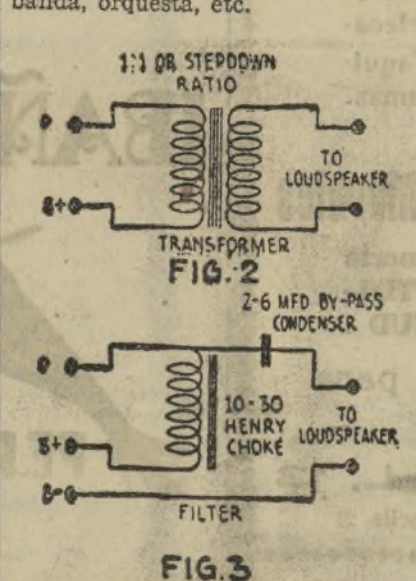 banda, orquesta, etc.
1:1 OR STEPDOWN
RATIO
P
B+
TO
LOUDSPEAKER
TRANSFORMER
FIG. 2
2-6 MFD BY-PASS
CONDENSER
P
B+
B-
10-30
HENRY
CHOKE
TO
LOUDSPEAKER
FILTER
FIG.3